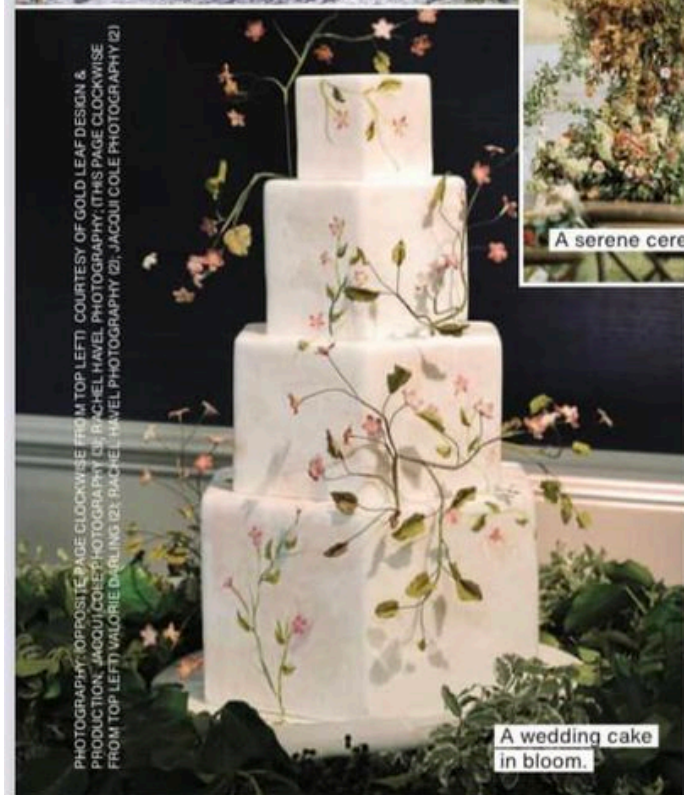 PHOTOGRAPHY: (OPPOSITE PAGE CLOCKWISE FROM TOP LEFT) COURTESY OF GOLD LEAF DESIGN &
PRODUCTION; JACQUI COLE PHOTOGRAPHY (3); RACHEL HAVEL PHOTOGRAPHY; (THIS PAGE CLOCKWISE
FROM TOP LEFT) VALORIE DARLING (2); RACHEL HAVEL PHOTOGRAPHY (2); JACQUI COLE PHOTOGRAPHY (2)
A serene cere
A wedding cake
in bloom.